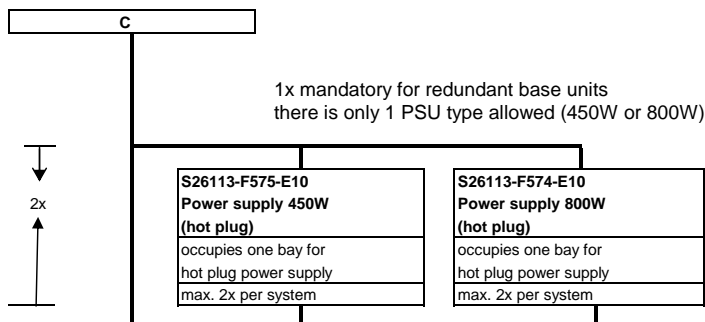 C
1x mandatory for redundant base units
there is only 1 PSU type allowed (450W or 800W)
2x
S26113-F575-E10
Power supply 450W
(hot plug)
occupies one bay for
hot plug power supply
max. 2x per system
S26113-F574-E10
Power supply 800W
(hot plug)
occupies one bay for
hot plug power supply
max. 2x per system